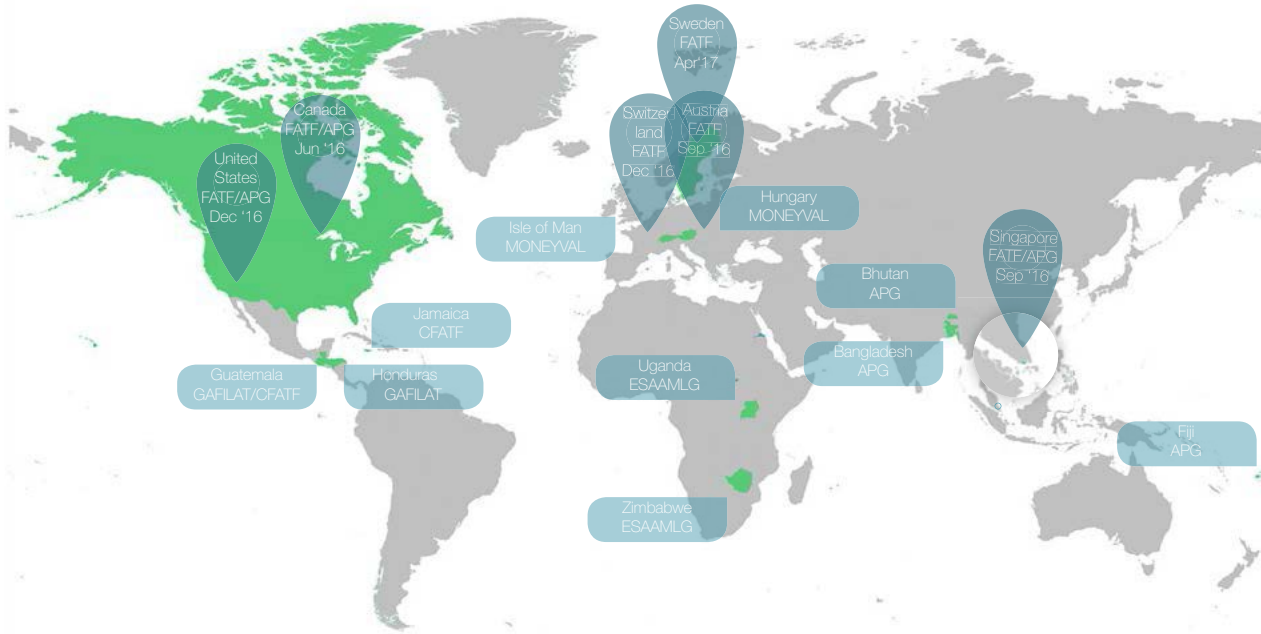 Sweden
FATF
Apr'17
Canada
FATF/APG
Jun '16
Switzer
land
FATF
Dec '16
Austria
FATF
Sep '16
United
States
FATF/APG
Dec '16
Hungary
MONEYVAL
Isle of Man
MONEYVAL
Singapore
FATF/APG
Sep '16
Bhutan
APG
Jamaica
CFATF
Bangladesh
APG
Uganda
ESAAMLG
Guatemala
GAFILAT/CFATF
Honduras
GAFILAT
Fiji
APG
Zimbabwe
ESAAMLG